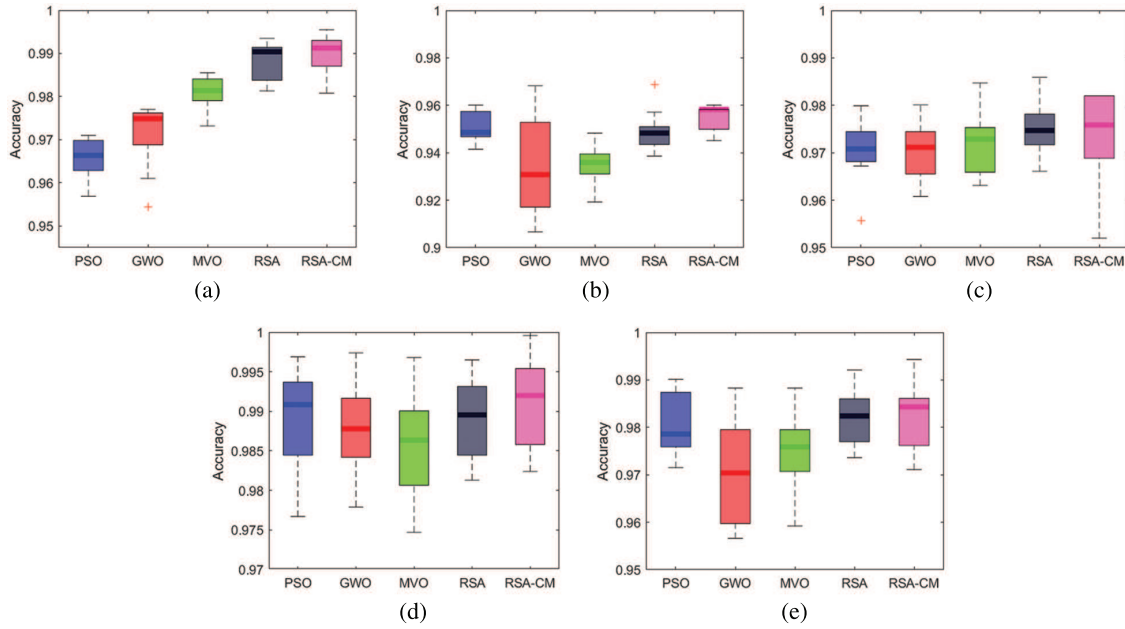 1
0.99
0.98
0.97
0.96
0.95
Accuracy
PSO GWO MVO RSA RSA-CM
(a)
1
0.98
0.96
0.94
0.92
0.9
Accuracy
PSO GWO MVO RSA RSA-CM
(b)
1
0.99
0.98
0.97
0.96
0.95
Accuracy
PSO GWO MVO RSA RSA-CM
(c)
1
0.995
0.99
0.985
0.98
0.975
0.97
Accuracy
PSO GWO MVO RSA RSA-CM
(d)
1
0.99
0.98
0.97
0.96
0.95
Accuracy
PSO GWO MVO RSA RSA-CM
(e)